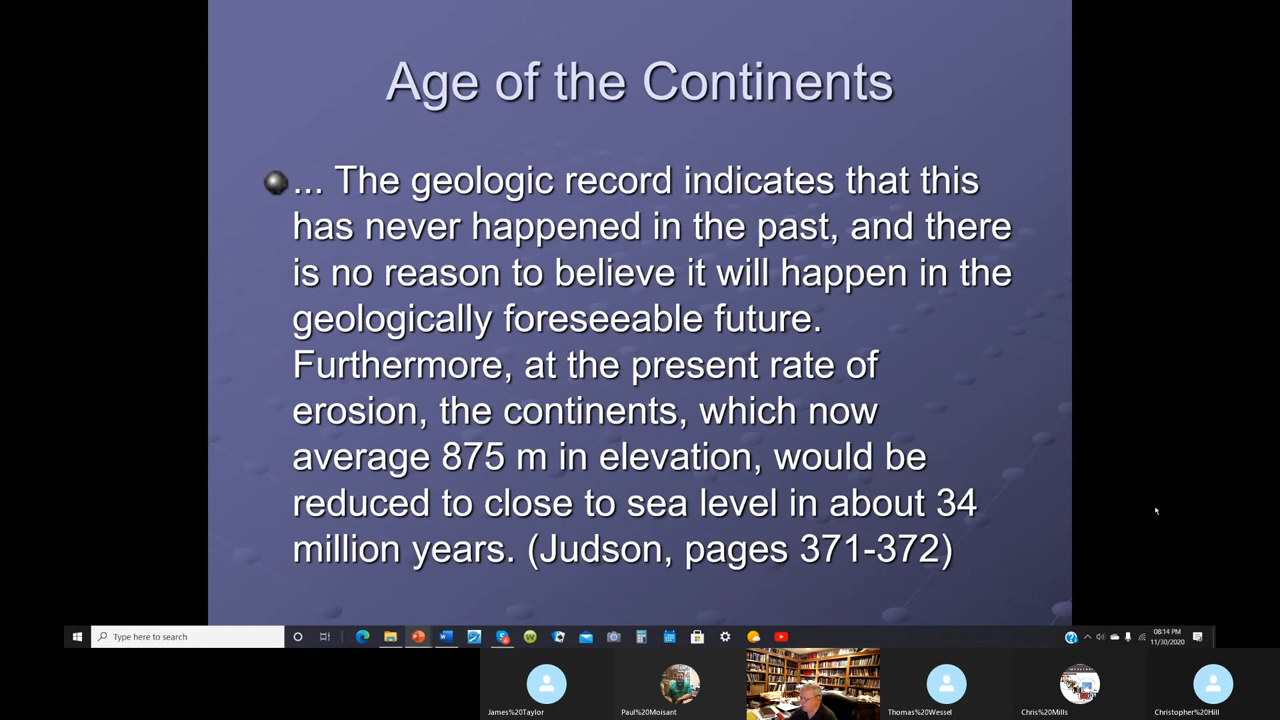 Age of the Continents
... The geologic record indicates that this
has never happened in the past, and there
is no reason to believe it will happen in the
geologically foreseeable future.
Furthermore, at the present rate of
erosion, the continents, which now
average 875 m in elevation, would be
reduced to close to sea level in about 34
million years. (Judson, pages 371-372)
Type here to search
08:14 PM
11/30/2020
James%20Taylor
Paul%20Moisant
Thomas%20Wessel
Chris%20Mills
Christopher%20Hill